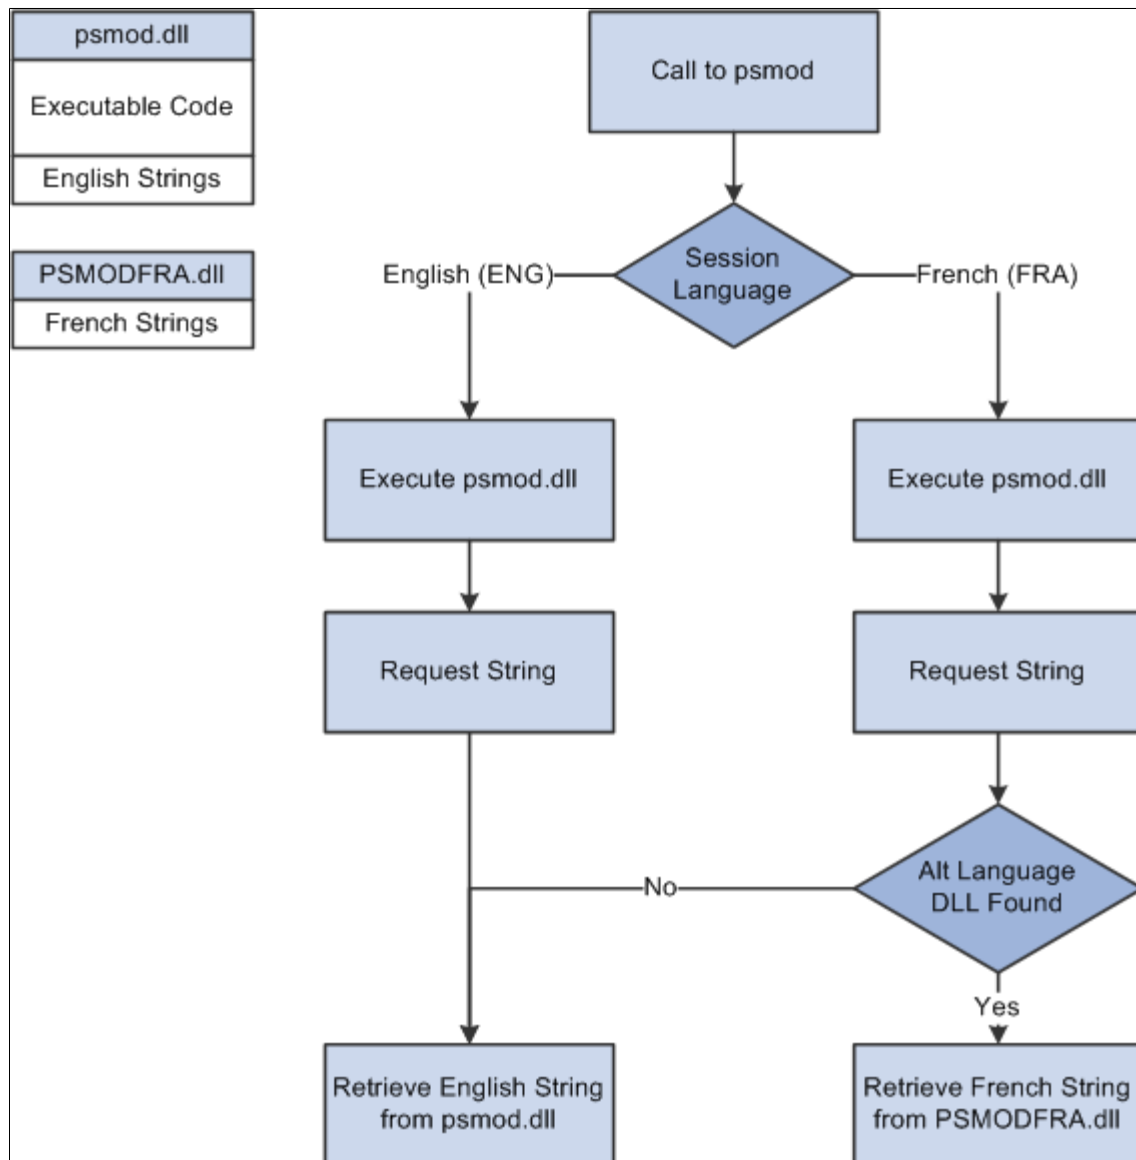 psmod.dll
Executable Code
English Strings
PSMODFRA.dll
French Strings
Call to psmod
Session
Language
English (ENG)
French (FRA)
Execute psmod.dll
Execute psmod.dll
Request String
Request String
Alt Language
DLL Found
No
Yes
Retrieve English String
from psmod.dll
Retrieve French String
from PSMODFRA.dll